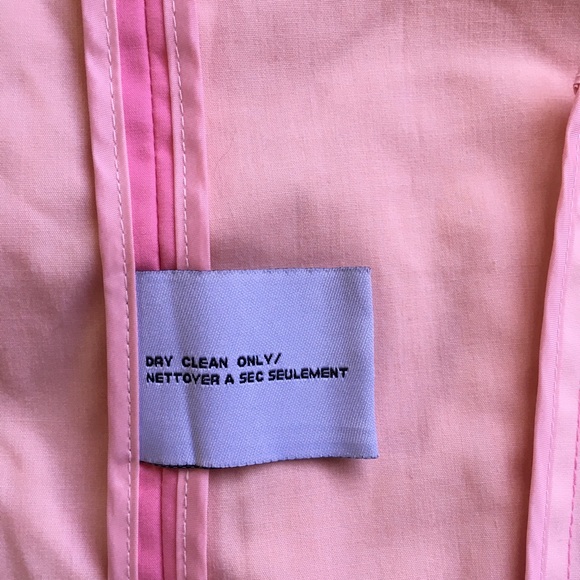 DRY CLEAN ONLY/
NETTOYER A SEC SEULEMENT